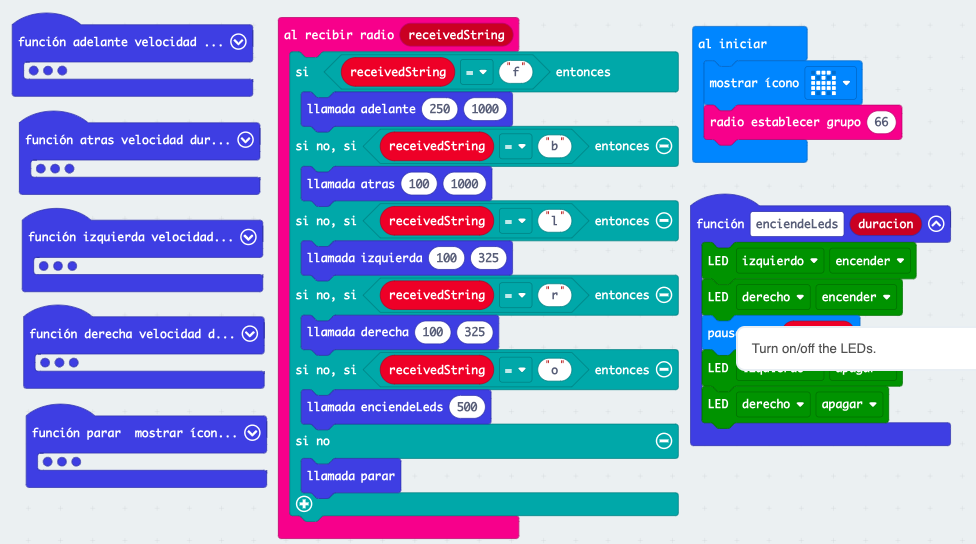 función adelante velocidad ...
función atras velocidad dur...
función izquierda velocidad...
función derecha velocidad d...
función parar mostrar ícon...
al recibir radio receivedString
si receivedString = "f" entonces
llamada adelante 250 1000
si no, si receivedString = "b" entonces
llamada atras 100 1000
si no, si receivedString = "l" entonces
llamada izquierda 100 325
si no, si receivedString = "r" entonces
llamada derecha 100 325
si no, si receivedString = "o" entonces
llamada enciendeLeds 500
si no
llamada parar
al iniciar
mostrar ícono
radio establecer grupo 66
función enciendeLeds duracion
LED izquierdo encender
LED derecho encender
Turn on/off the LEDs.
LED
LED derecho apagar